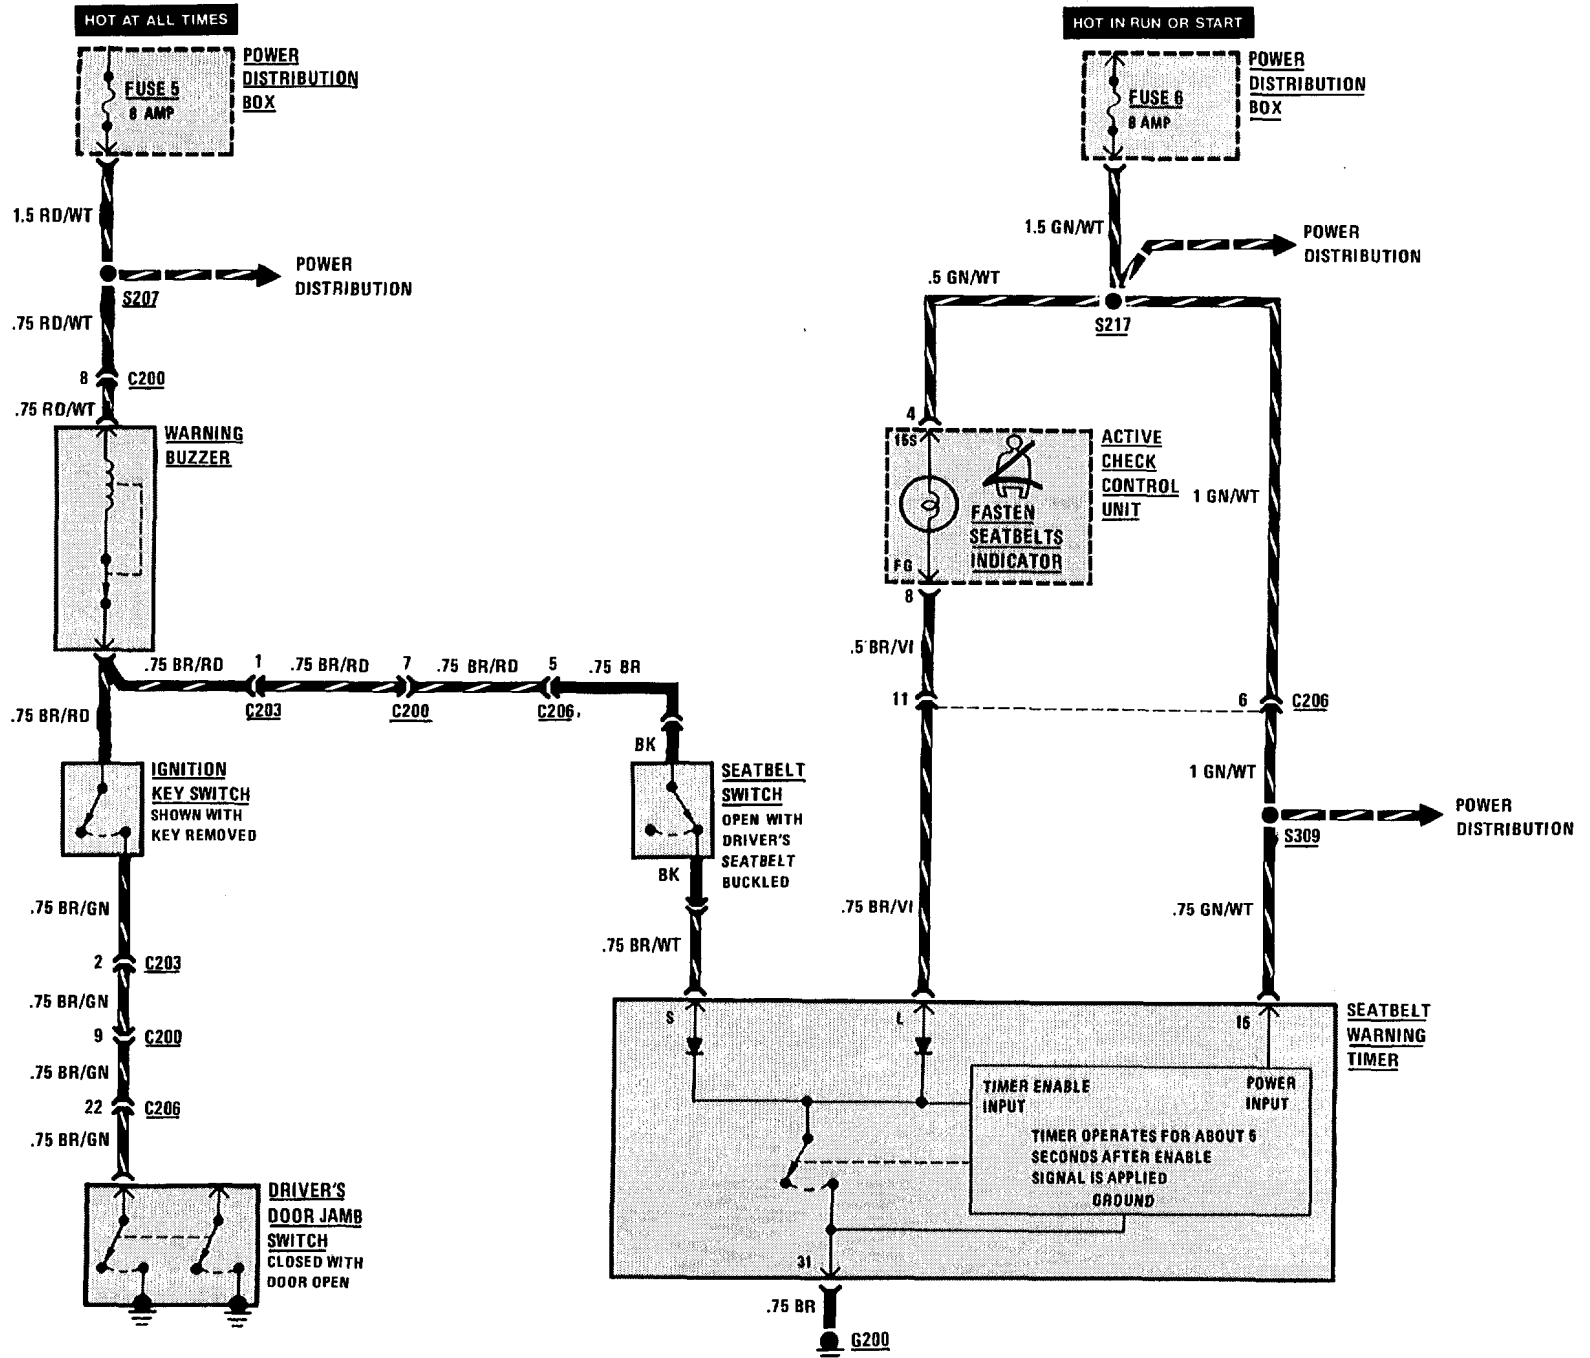 HOT AT ALL TIMES
HOT IN RUN OR START
POWER
DISTRIBUTION
BOX
FUSE 5
8 AMP
POWER
DISTRIBUTION
BOX
FUSE 6
8 AMP
1.5 RD/WT
POWER
DISTRIBUTION
S207
.75 RD/WT
8
C200
.75 RD/WT
WARNING
BUZZER
1.5 GN/WT
POWER
DISTRIBUTION
.5 GN/WT
S217
4
15S
ACTIVE
CHECK
CONTROL
UNIT
1 GN/WT
FASTEN
SEATBELTS
INDICATOR
FG
8
.5 BR/VI
11
6
C206
.75 BR/RD
1
.75 BR/RD
7
.75 BR/RD
5
.75 BR
C203
C200
C206
.75 BR/RD
BK
IGNITION
KEY SWITCH
SHOWN WITH
KEY REMOVED
SEATBELT
SWITCH
OPEN WITH
DRIVER'S
SEATBELT
BUCKLED
BK
1 GN/WT
POWER
DISTRIBUTION
S309
.75 BR/GN
.75 BR/WT
.75 BR/VI
.75 GN/WT
2
C203
.75 BR/GN
9
C200
.75 BR/GN
22
C206
.75 BR/GN
S
L
15
SEATBELT
WARNING
TIMER
TIMER ENABLE
INPUT
POWER
INPUT
TIMER OPERATES FOR ABOUT 6
SECONDS AFTER ENABLE
SIGNAL IS APPLIED
GROUND
DRIVER'S
DOOR JAMB
SWITCH
CLOSED WITH
DOOR OPEN
31
.75 BR
G200